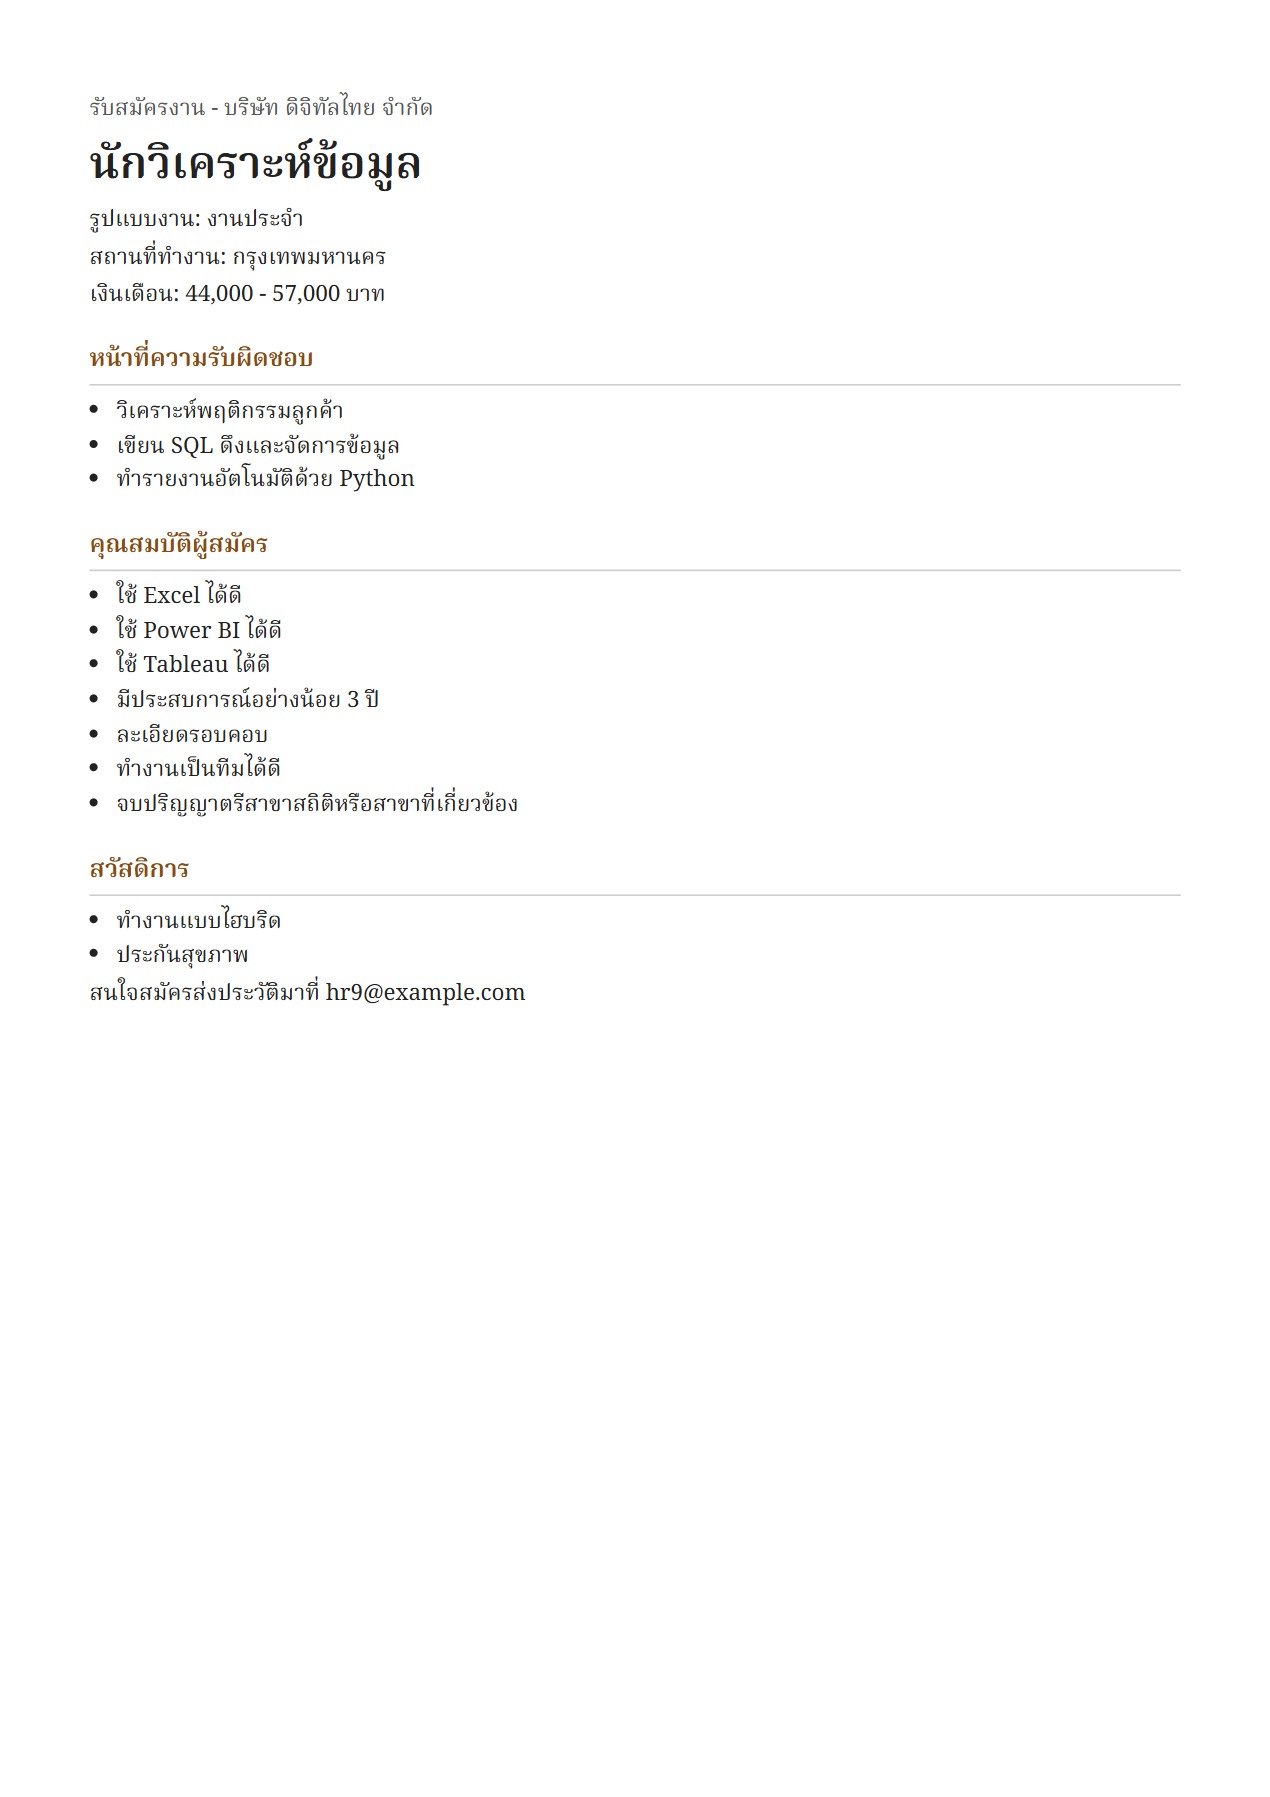 รับสมัครงาน - บริษัท ดิจิทัลไทย จำกัด
นักวิเคราะห์ข้อมูล
รูปแบบงาน: งานประจำ
สถานที่ทำงาน: กรุงเทพมหานคร
เงินเดือน: 44,000 - 57,000 บาท
หน้าที่ความรับผิดชอบ
• วิเคราะห์พฤติกรรมลูกค้า
• เขียน SQL ดึงและจัดการข้อมูล
• ทำรายงานอัตโนมัติด้วย Python
คุณสมบัติผู้สมัคร
• ใช้ Excel ได้ดี
• ใช้ Power BI ได้ดี
• ใช้ Tableau ได้ดี
• มีประสบการณ์อย่างน้อย 3 ปี
• ละเอียดรอบคอบ
• ทำงานเป็นทีมได้ดี
• จบปริญญาตรีสาขาสถิติหรือสาขาที่เกี่ยวข้อง
สวัสดิการ
• ทำงานแบบไฮบริด
• ประกันสุขภาพ
สนใจสมัครส่งประวัติมาที่ hr9@example.com